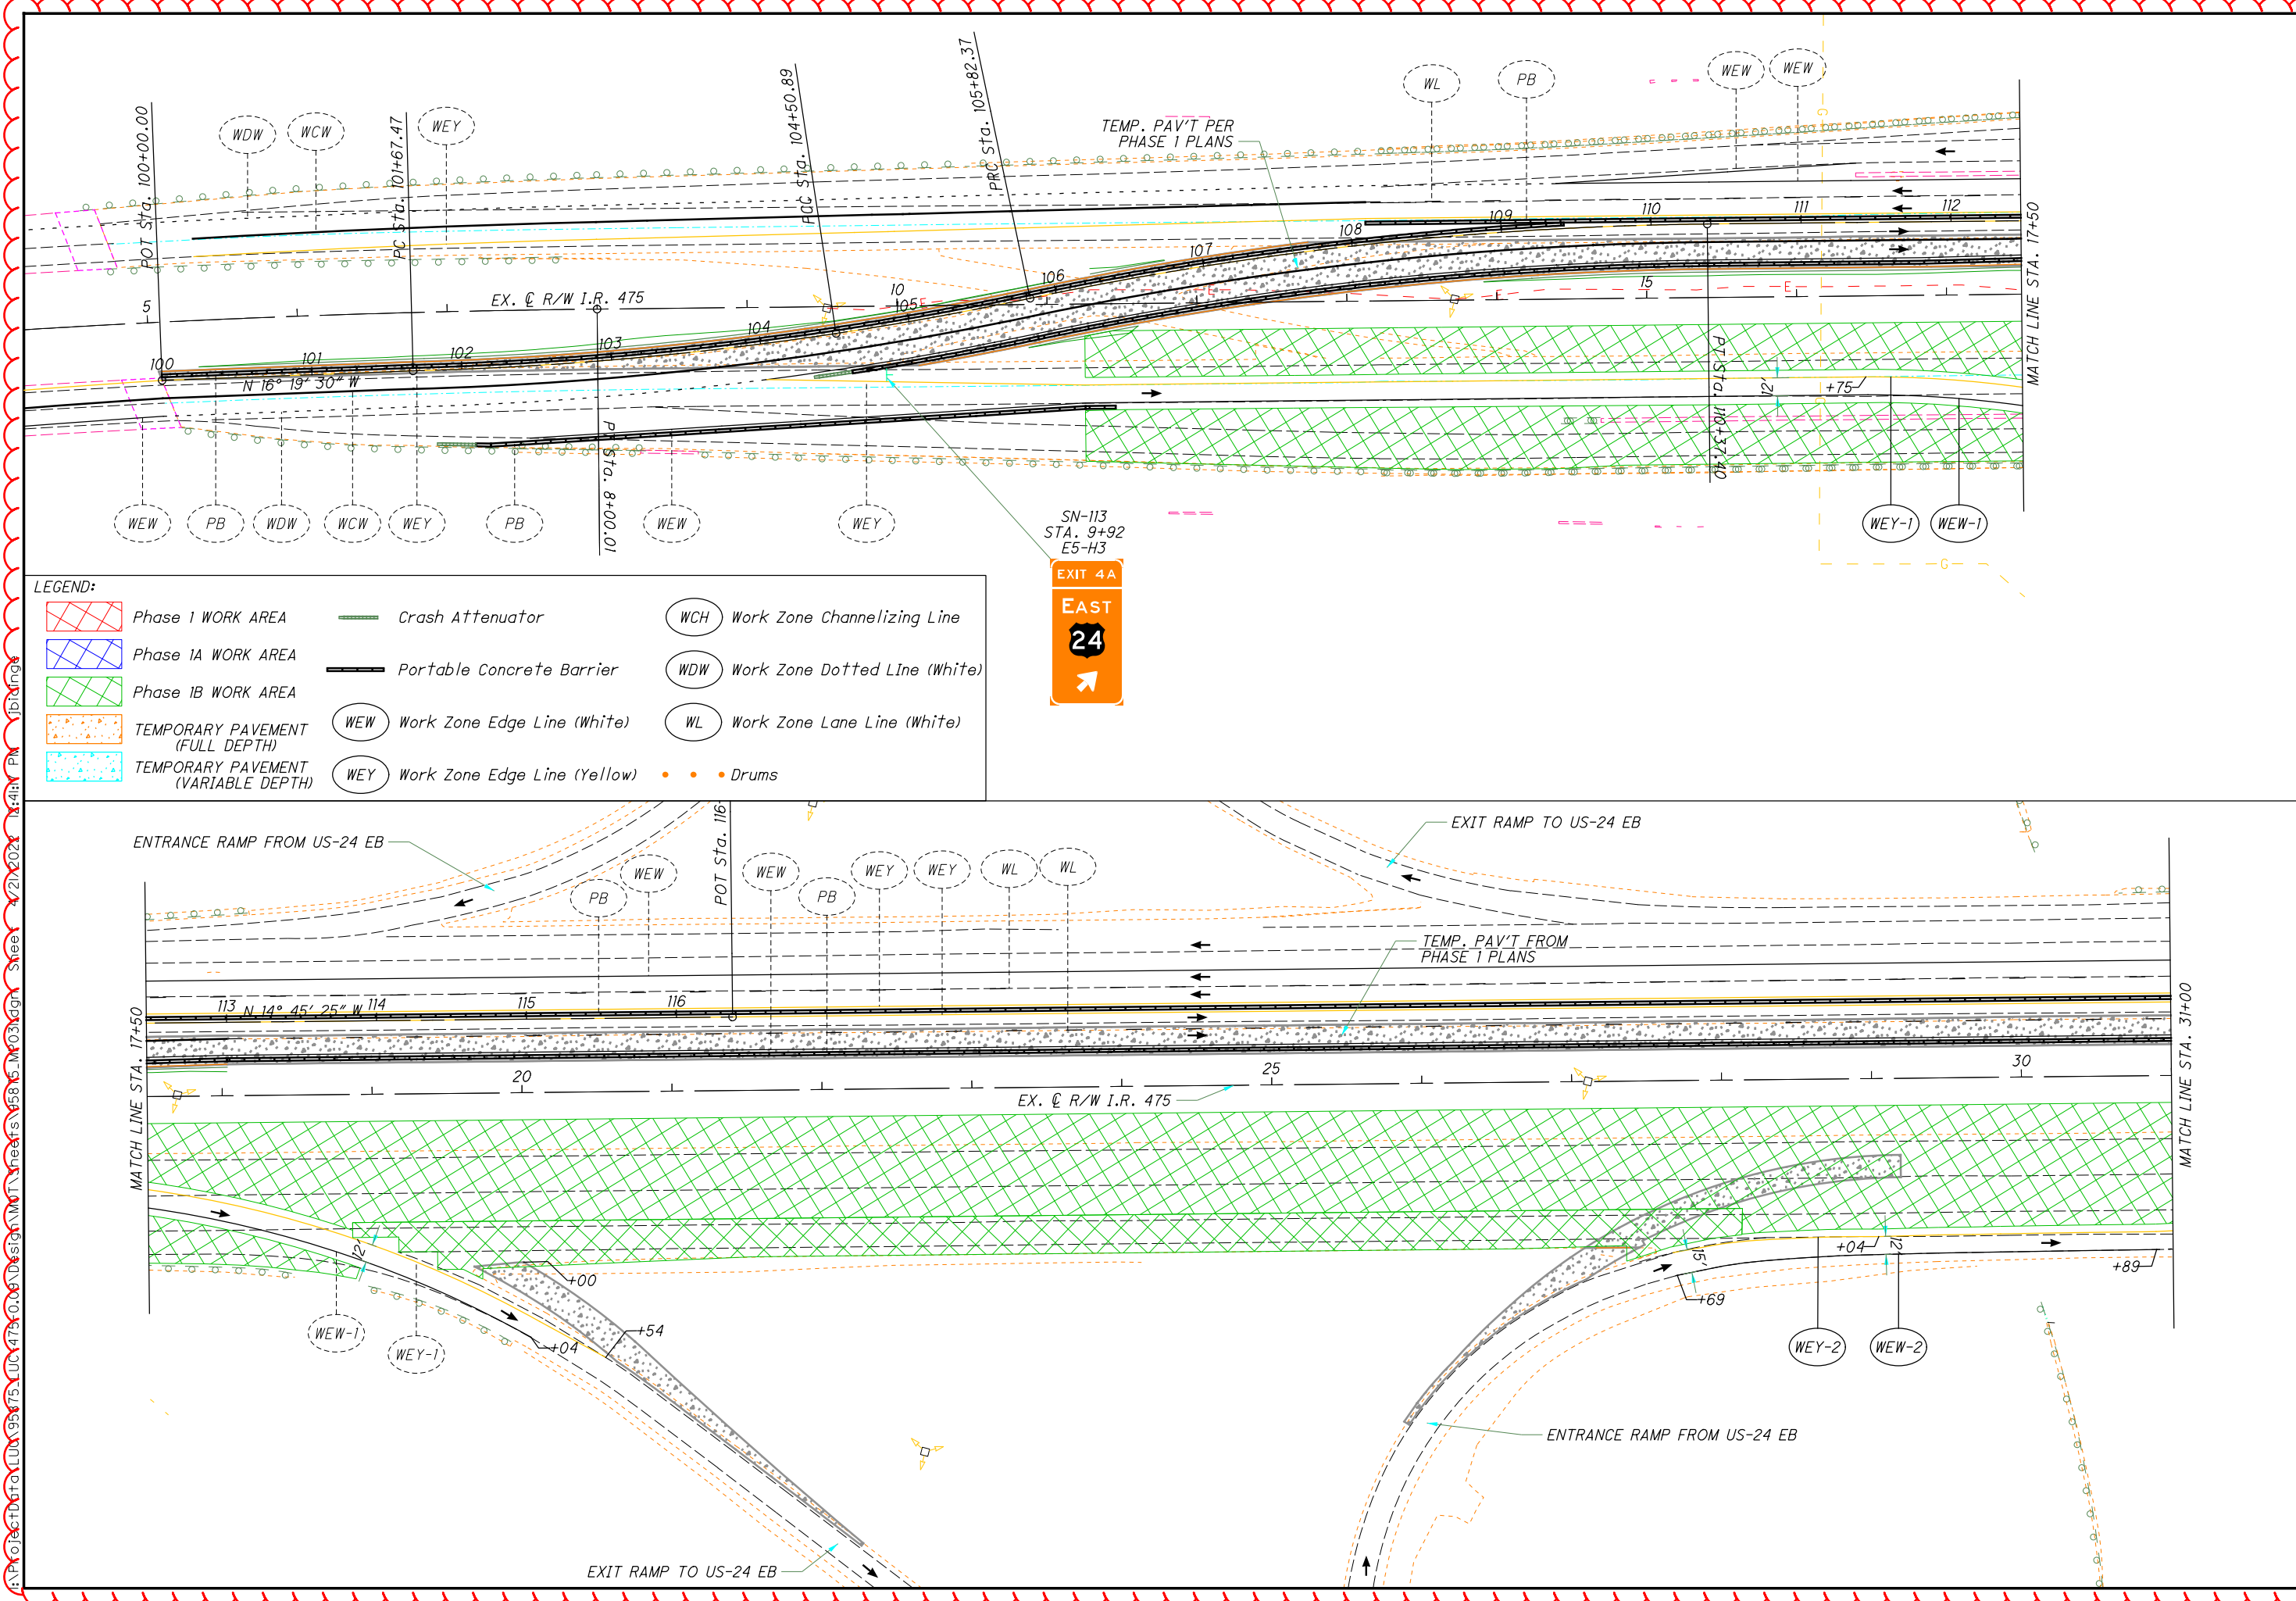 POT Sta. 100+00.00
WDW
WCW
PC Sta. 101+67.47
WEY
PCC Sta. 104+50.89
PRC Sta. 105+82.37
TEMP. PAV'T PER
PHASE 1 PLANS
WL
PB
WEW
WEW
G
5
EX. ℄ R/W I.R. 475
10
15
E
E
E
E
100
101
102
103
104
105
106
107
108
109
110
111
112
N 16° 19' 30" W
PT Sta. 8+00.01
PT Sta. 110+37.40
12'
+75
MATCH LINE STA. 17+50
WEW
PB
WDW
WCW
WEY
PB
WEW
WEY
WEY-1
WEW-1
G
SN-113
STA. 9+92
E5-H3
EXIT 4A
EAST
24
LEGEND:
Phase 1 WORK AREA
Phase 1A WORK AREA
Phase 1B WORK AREA
TEMPORARY PAVEMENT
(FULL DEPTH)
TEMPORARY PAVEMENT
(VARIABLE DEPTH)
Crash Attenuator
Portable Concrete Barrier
WEW Work Zone Edge Line (White)
WEY Work Zone Edge Line (Yellow)
WCH Work Zone Channelizing Line
WDW Work Zone Dotted LIne (White)
WL Work Zone Lane Line (White)
Drums
ENTRANCE RAMP FROM US-24 EB
EXIT RAMP TO US-24 EB
PB
WEW
POT Sta. 116
WEW
PB
WEY
WEY
WL
WL
TEMP. PAV'T FROM
PHASE 1 PLANS
113
N 14° 45' 25" W
114
115
116
MATCH LINE STA. 17+50
MATCH LINE STA. 31+00
20
25
30
EX. ℄ R/W I.R. 475
12'
+00
+54
+04
WEW-1
WEY-1
15'
+69
+04
12'
+89
WEY-2
WEW-2
ENTRANCE RAMP FROM US-24 EB
EXIT RAMP TO US-24 EB